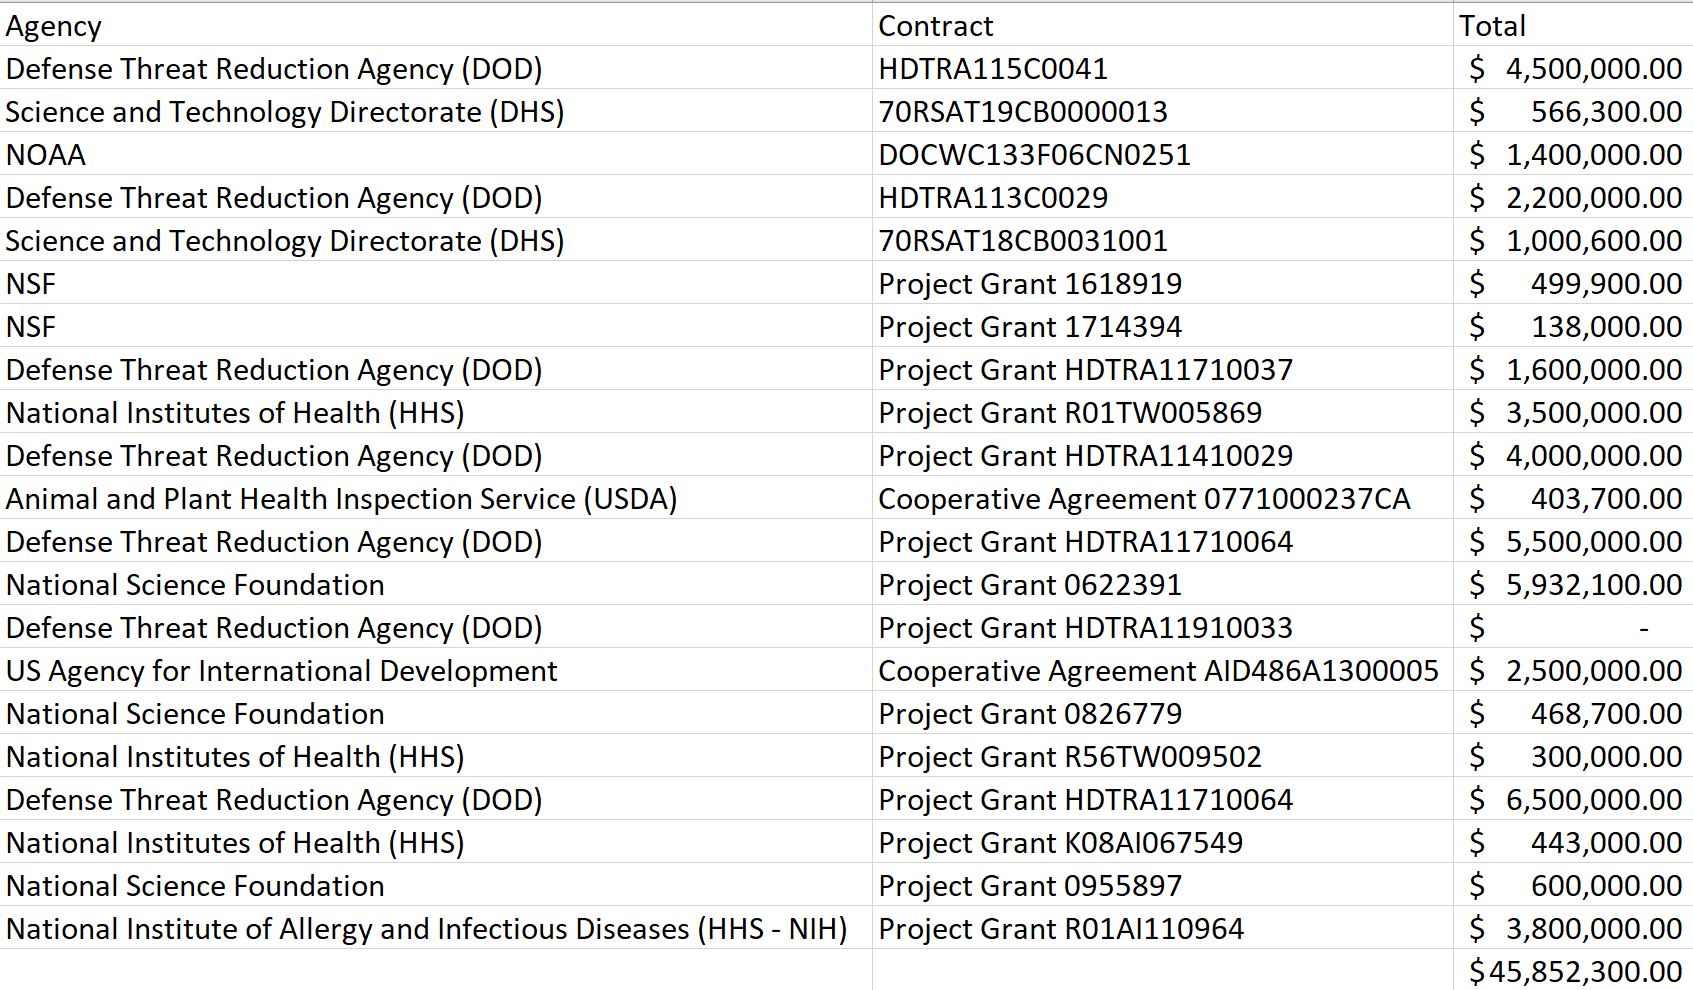 Agency Contract Total
Defense Threat Reduction Agency (DOD) HDTRA115C0041 $ 4,500,000.00
Science and Technology Directorate (DHS) 70RSAT19CB0000013 $ 566,300.00
NOAA DOCWC133F06CN0251 $ 1,400,000.00
Defense Threat Reduction Agency (DOD) HDTRA113C0029 $ 2,200,000.00
Science and Technology Directorate (DHS) 70RSAT18CB0031001 $ 1,000,600.00
NSF Project Grant 1618919 $ 499,900.00
NSF Project Grant 1714394 $ 138,000.00
Defense Threat Reduction Agency (DOD) Project Grant HDTRA11710037 $ 1,600,000.00
National Institutes of Health (HHS) Project Grant R01TW005869 $ 3,500,000.00
Defense Threat Reduction Agency (DOD) Project Grant HDTRA11410029 $ 4,000,000.00
Animal and Plant Health Inspection Service (USDA) Cooperative Agreement 0771000237CA $ 403,700.00
Defense Threat Reduction Agency (DOD) Project Grant HDTRA11710064 $ 5,500,000.00
National Science Foundation Project Grant 0622391 $ 5,932,100.00
Defense Threat Reduction Agency (DOD) Project Grant HDTRA11910033 $ -
US Agency for International Development Cooperative Agreement AID486A1300005 $ 2,500,000.00
National Science Foundation Project Grant 0826779 $ 468,700.00
National Institutes of Health (HHS) Project Grant R56TW009502 $ 300,000.00
Defense Threat Reduction Agency (DOD) Project Grant HDTRA11710064 $ 6,500,000.00
National Institutes of Health (HHS) Project Grant K08AI067549 $ 443,000.00
National Science Foundation Project Grant 0955897 $ 600,000.00
National Institute of Allergy and Infectious Diseases (HHS - NIH) Project Grant R01AI110964 $ 3,800,000.00
$45,852,300.00